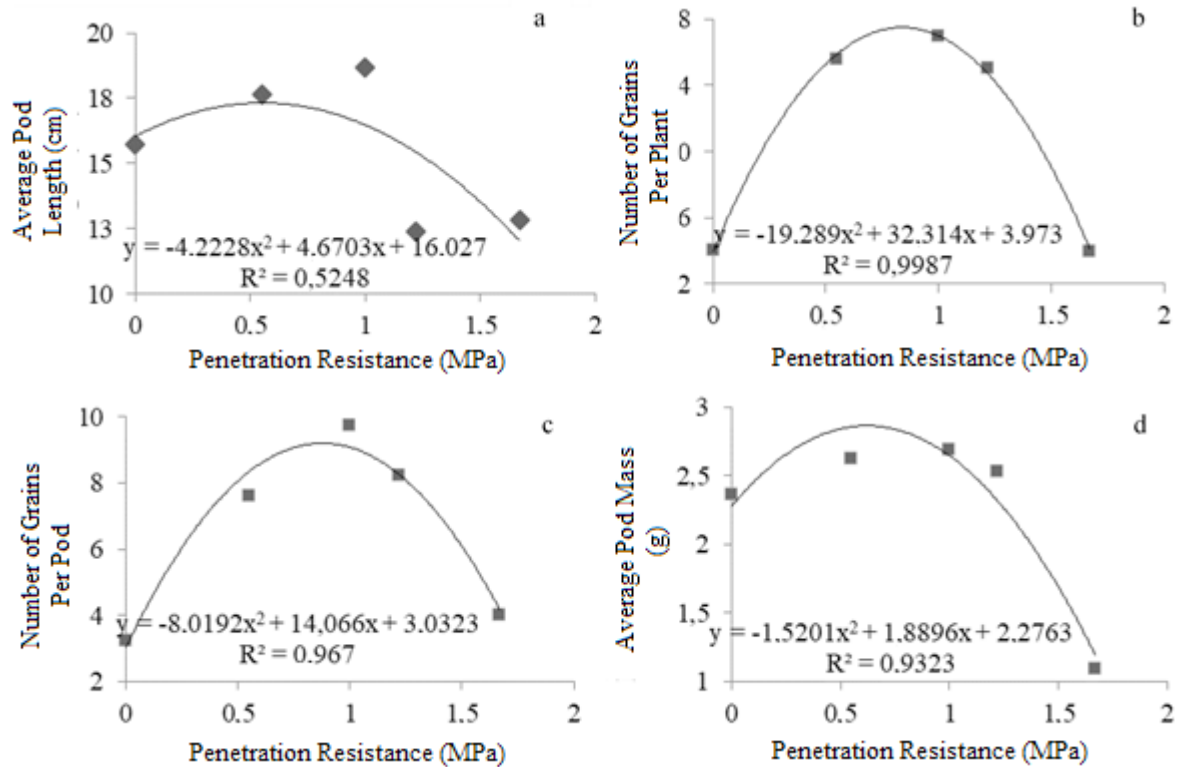 a
20
18
15
13
10
Average Pod
Length (cm)
y = -4.2228x² + 4.6703x + 16.027
R² = 0,5248
0
0.5
1
1.5
2
Penetration Resistance (MPa)
b
8
4
0
6
2
Number of Grains
Per Plant
y = -19.289x² + 32.314x + 3.973
R² = 0,9987
0
0.5
1
1.5
2
Penetration Resistance (MPa)
c
10
8
6
4
2
Number of Grains
Per Pod
y = -8.0192x² + 14,066x + 3.0323
R² = 0.967
0
0.5
1
1.5
2
Penetration Resistance (MPa)
d
3
2,5
2
1,5
1
Average Pod Mass
(g)
y = -1.5201x² + 1.8896x + 2.2763
R² = 0.9323
0
0.5
1
1.5
2
Penetration Resistance (MPa)